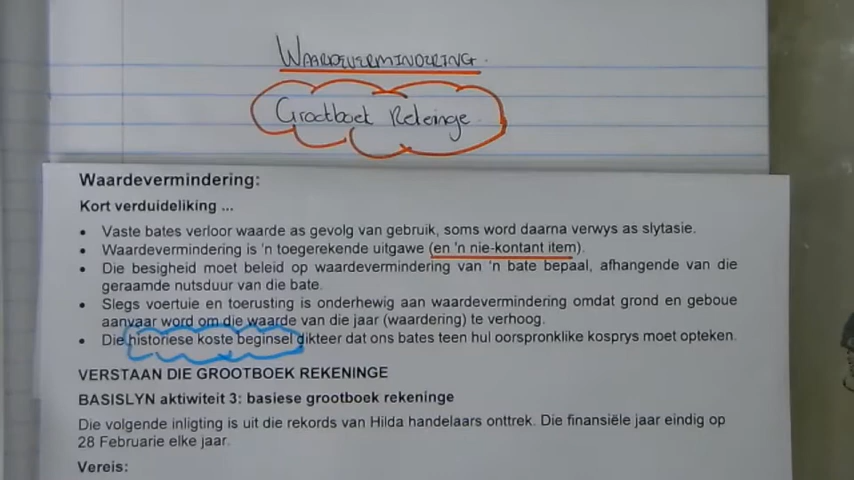 WAARDEVERMINDERING.
Grootboek Rekeninge
Waardevermindering:
Kort verduideliking ...
• Vaste bates verloor waarde as gevolg van gebruik, soms word daarna verwys as slytasie.
• Waardevermindering is 'n toegerekende uitgawe (en 'n nie-kontant item).
• Die besigheid moet beleid op waardevermindering van 'n bate bepaal, afhangende van die
geraamde nutsduur van die bate.
• Slegs voertuie en toerusting is onderhewig aan waardevermindering omdat grond en geboue
aanvaar word om die waarde van die jaar (waardering) te verhoog.
• Die historiese koste beginsel dikteer dat ons bates teen hul oorspronklike kosprys moet opteken.
VERSTAAN DIE GROOTBOEK REKENINGE
BASISLYN aktiwiteit 3: basiese grootboek rekeninge
Die volgende inligting is uit die rekords van Hilda handelaars onttrek. Die finansiële jaar eindig op
28 Februarie elke jaar.
Vereis: